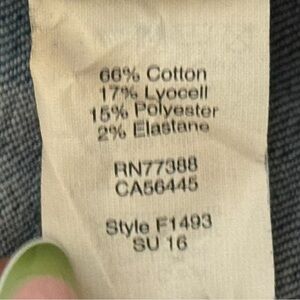 66% Cotton
17% Lyocell
15% Polyester
2% Elastane
RN77388
CA56445
Style F1493
SU 16